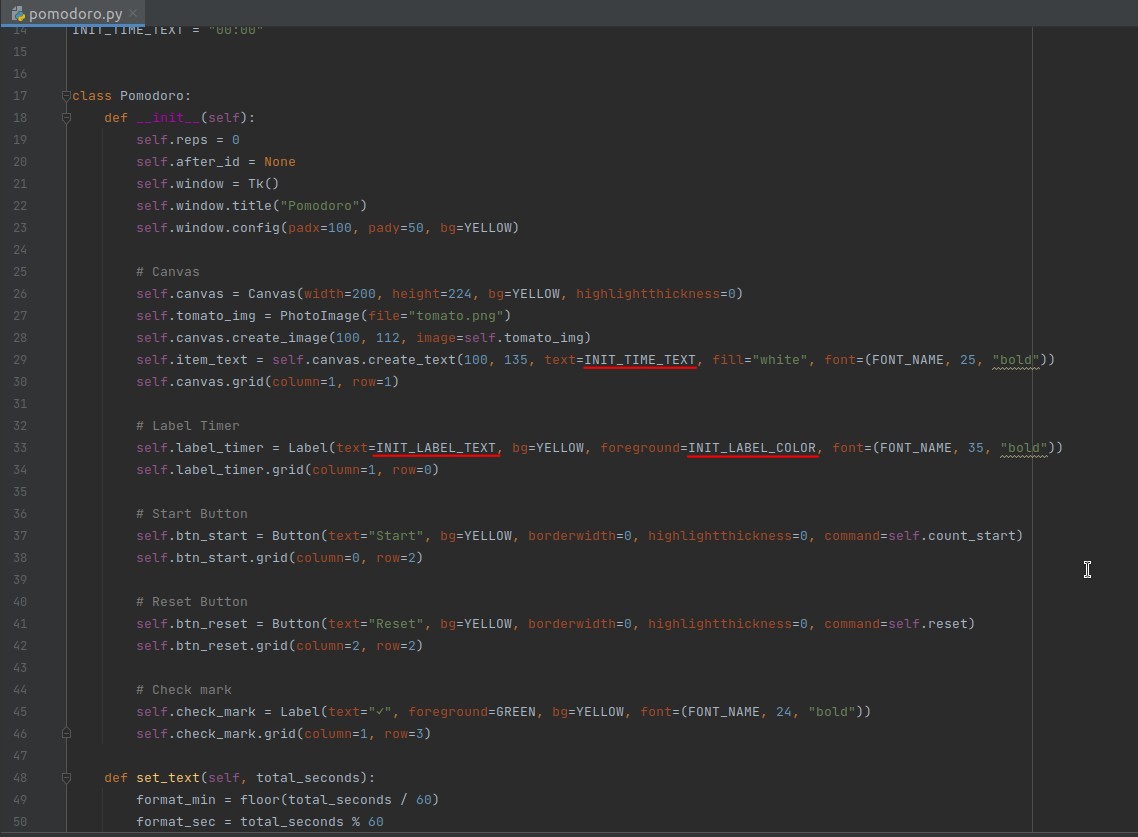 pomodoro.py
14 INIT_TIME_TEXT = "00:00"
15
16
17 class Pomodoro:
18     def __init__(self):
19         self.reps = 0
20         self.after_id = None
21         self.window = Tk()
22         self.window.title("Pomodoro")
23         self.window.config(padx=100, pady=50, bg=YELLOW)
24
25         # Canvas
26         self.canvas = Canvas(width=200, height=224, bg=YELLOW, highlightthickness=0)
27         self.tomato_img = PhotoImage(file="tomato.png")
28         self.canvas.create_image(100, 112, image=self.tomato_img)
29         self.item_text = self.canvas.create_text(100, 135, text=INIT_TIME_TEXT, fill="white", font=(FONT_NAME, 25, "bold"))
30         self.canvas.grid(column=1, row=1)
31
32         # Label Timer
33         self.label_timer = Label(text=INIT_LABEL_TEXT, bg=YELLOW, foreground=INIT_LABEL_COLOR, font=(FONT_NAME, 35, "bold"))
34         self.label_timer.grid(column=1, row=0)
35
36         # Start Button
37         self.btn_start = Button(text="Start", bg=YELLOW, borderwidth=0, highlightthickness=0, command=self.count_start)
38         self.btn_start.grid(column=0, row=2)
39
40         # Reset Button
41         self.btn_reset = Button(text="Reset", bg=YELLOW, borderwidth=0, highlightthickness=0, command=self.reset)
42         self.btn_reset.grid(column=2, row=2)
43
44         # Check mark
45         self.check_mark = Label(text="✓", foreground=GREEN, bg=YELLOW, font=(FONT_NAME, 24, "bold"))
46         self.check_mark.grid(column=1, row=3)
47
48     def set_text(self, total_seconds):
49         format_min = floor(total_seconds / 60)
50         format_sec = total_seconds % 60